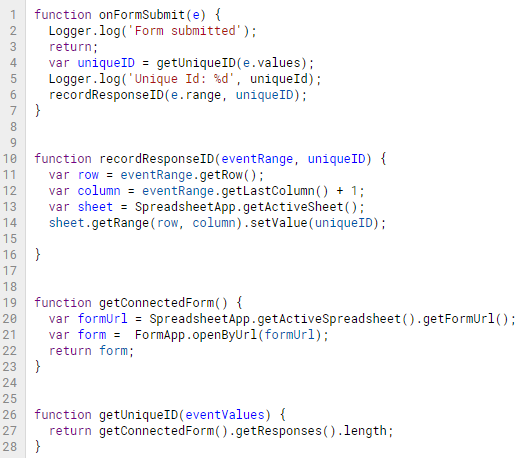 1 function onFormSubmit(e) {
2   Logger.log('Form submitted');
3   return;
4   var uniqueID = getUniqueID(e.values);
5   Logger.log('Unique Id: %d', uniqueId);
6   recordResponseID(e.range, uniqueID);
7 }
8
9
10 function recordResponseID(eventRange, uniqueID) {
11   var row = eventRange.getRow();
12   var column = eventRange.getLastColumn() + 1;
13   var sheet = SpreadsheetApp.getActiveSheet();
14   sheet.getRange(row, column).setValue(uniqueID);
15
16 }
17
18
19 function getConnectedForm() {
20   var formUrl = SpreadsheetApp.getActiveSpreadsheet().getFormUrl();
21   var form =  FormApp.openByUrl(formUrl);
22   return form;
23 }
24
25
26 function getUniqueID(eventValues) {
27   return getConnectedForm().getResponses().length;
28 }